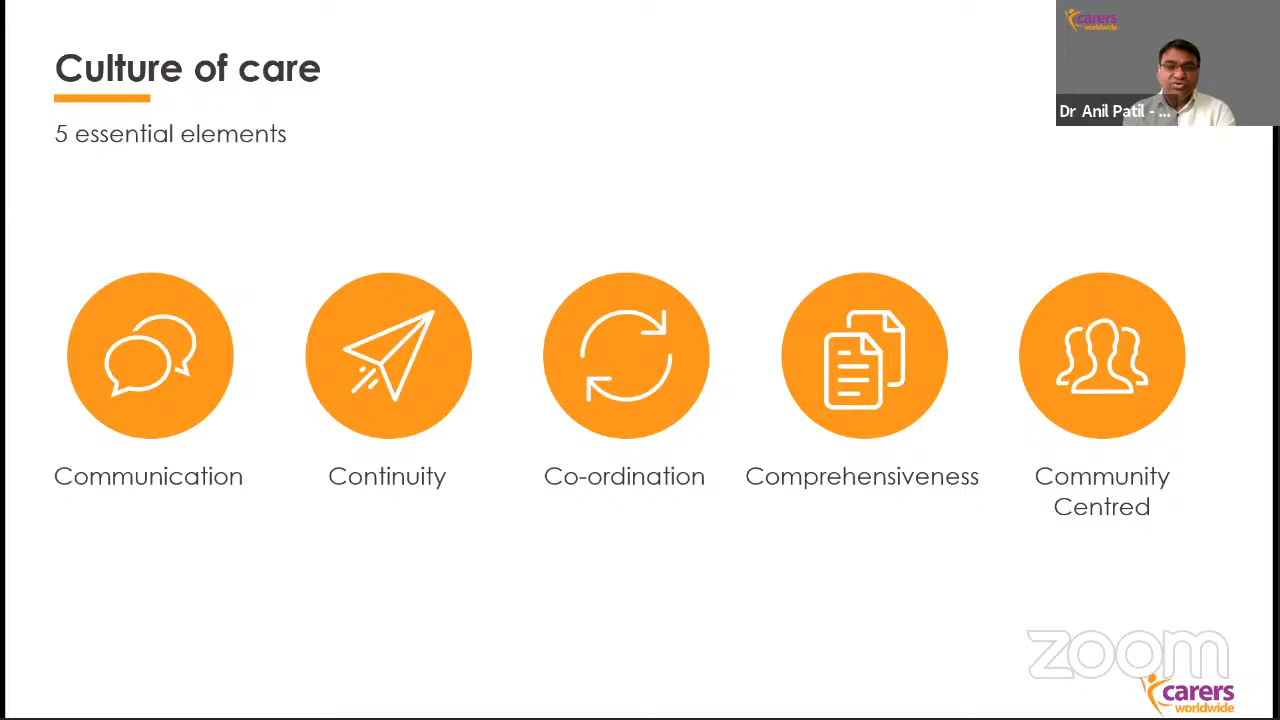 Culture of care
5 essential elements
carers
worldwide
Dr Anil Patil - ...
Communication
Continuity
Co-ordination
Comprehensiveness
Community
Centred
zoom
carers
worldwide